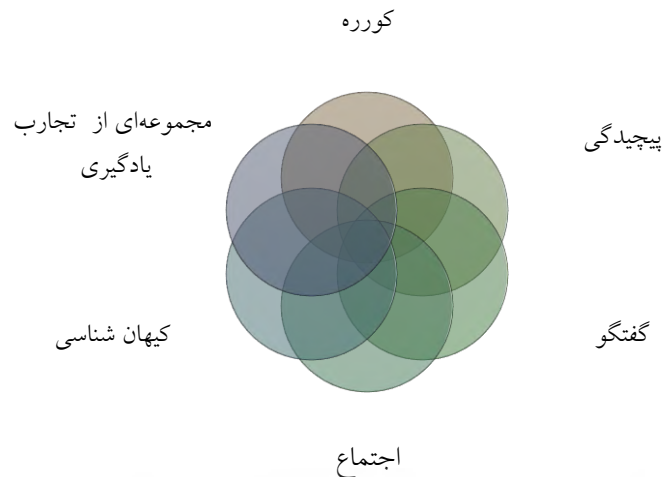 کورره
پیچیدگی
مجموعه‌ای از تجارب
یادگیری
گفتگو
کیهان شناسی
اجتماع